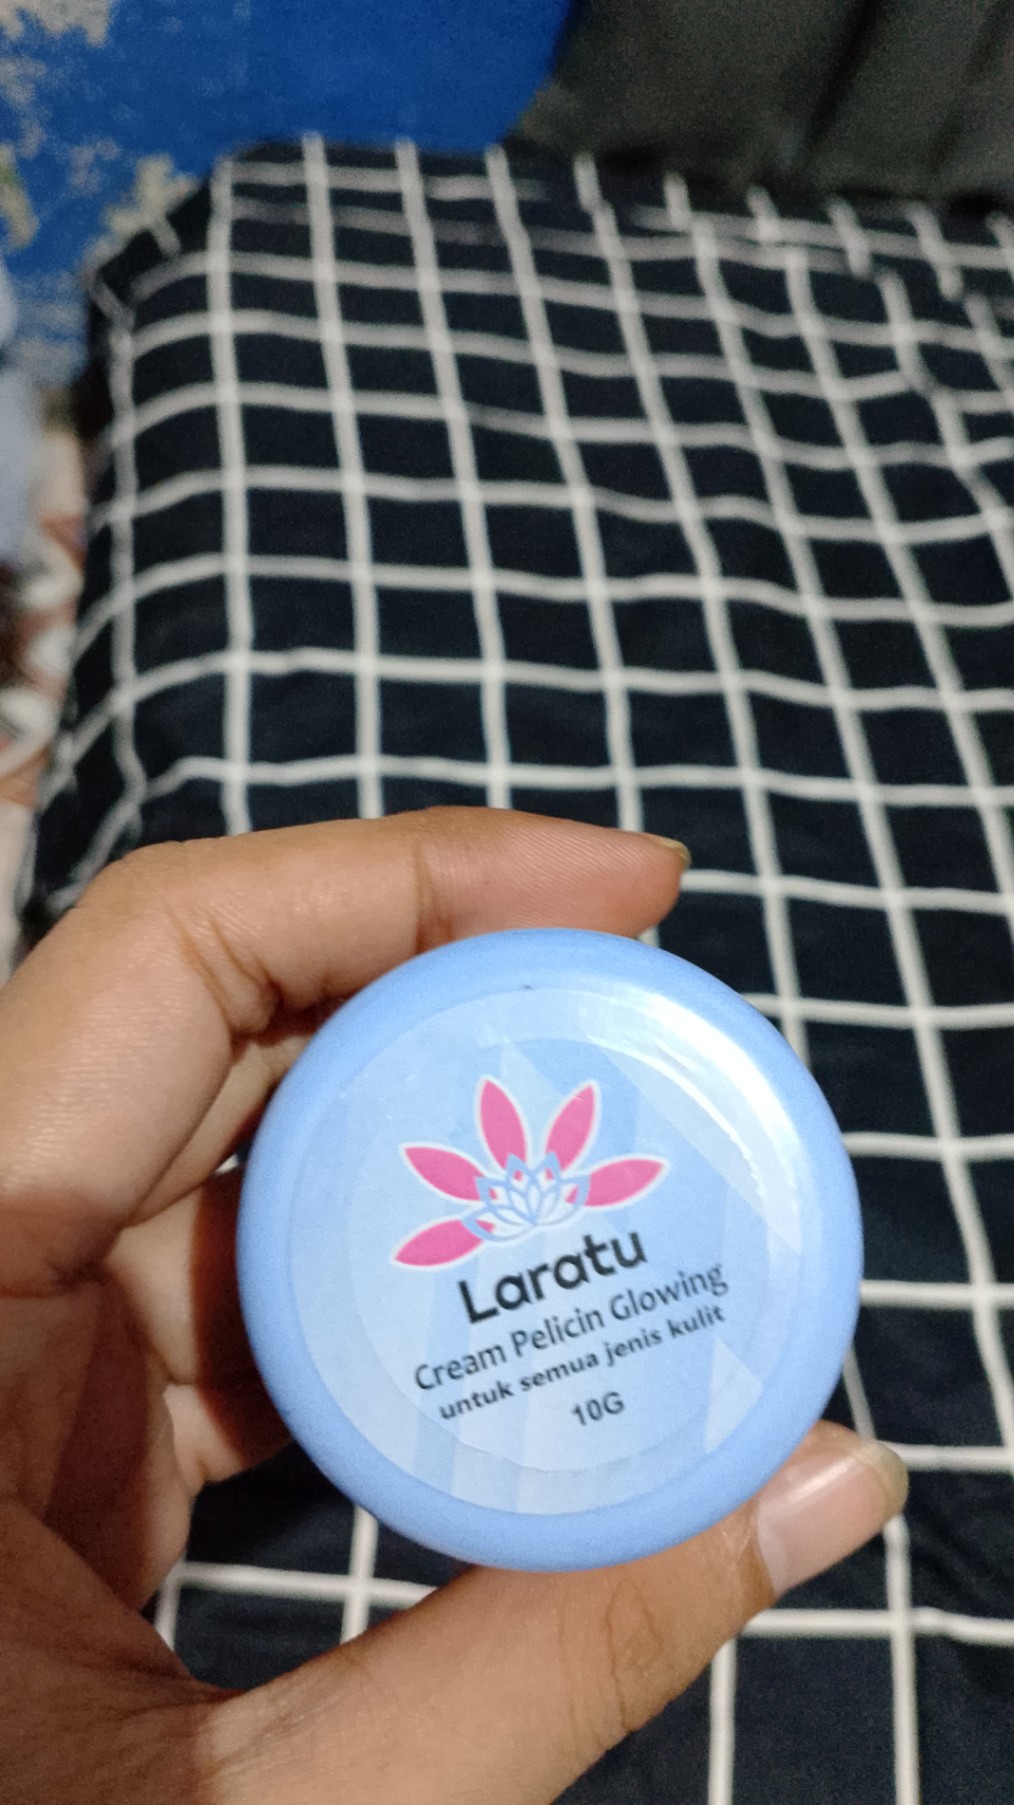 Laratu
Cream Pelicin Glowing
untuk semua jenis kulit
10G